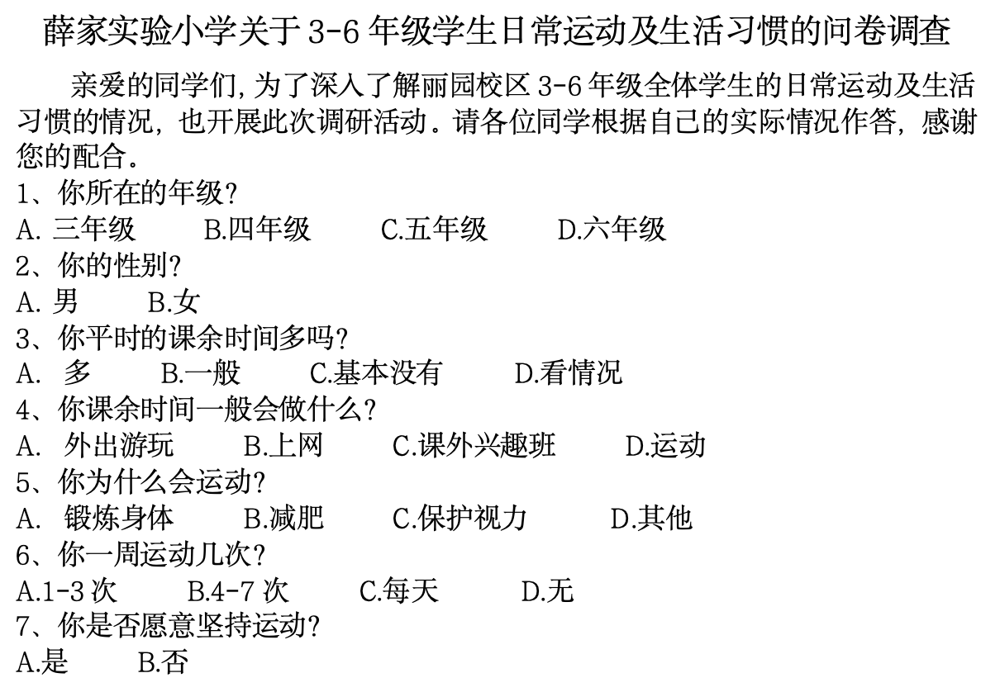 薛家实验小学关于 3-6 年级学生日常运动及生活习惯的问卷调查
亲爱的同学们, 为了深入了解丽园校区 3-6 年级全体学生的日常运动及生活
习惯的情况, 也开展此次调研活动。请各位同学根据自己的实际情况作答, 感谢
您的配合。
1、你所在的年级?
A. 三年级 B.四年级 C.五年级 D.六年级
2、你的性别?
A. 男 B.女
3、你平时的课余时间多吗?
A. 多 B.一般 C.基本没有 D.看情况
4、你课余时间一般会做什么?
A. 外出游玩 B.上网 C.课外兴趣班 D.运动
5、你为什么会运动?
A. 锻炼身体 B.减肥 C.保护视力 D.其他
6、你一周运动几次?
A.1-3 次 B.4-7 次 C.每天 D.无
7、你是否愿意坚持运动?
A.是 B.否